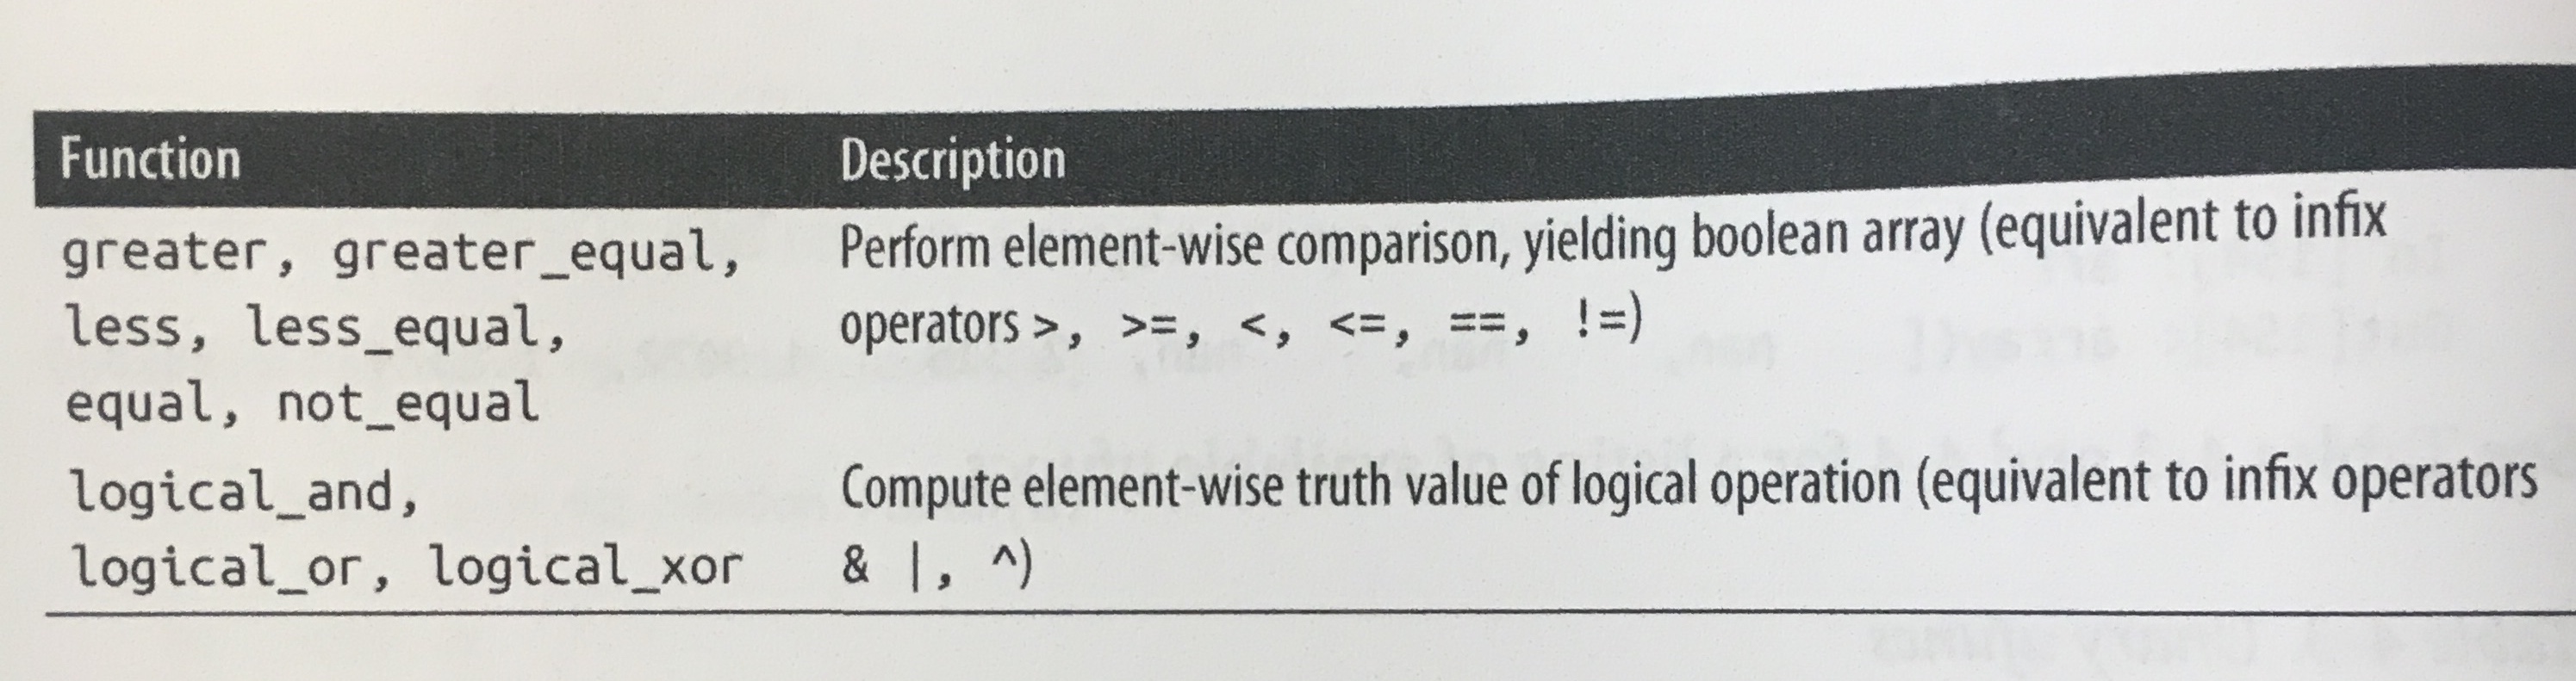 Function Description
greater, greater_equal, Perform element-wise comparison, yielding boolean array (equivalent to infix
less, less_equal, operators >, >=, <, <=, ==, !=)
equal, not_equal
logical_and, Compute element-wise truth value of logical operation (equivalent to infix operators
logical_or, logical_xor & |, ^)